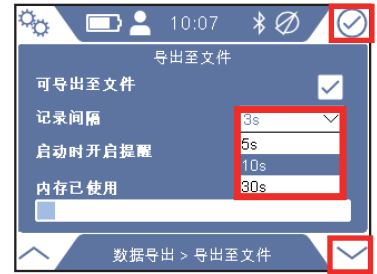 10:07
导出至文件
可导出至文件
记录间隔
3s
5s
启动时开启提醒
10s
内存已使用
30s
数据导出 > 导出至文件